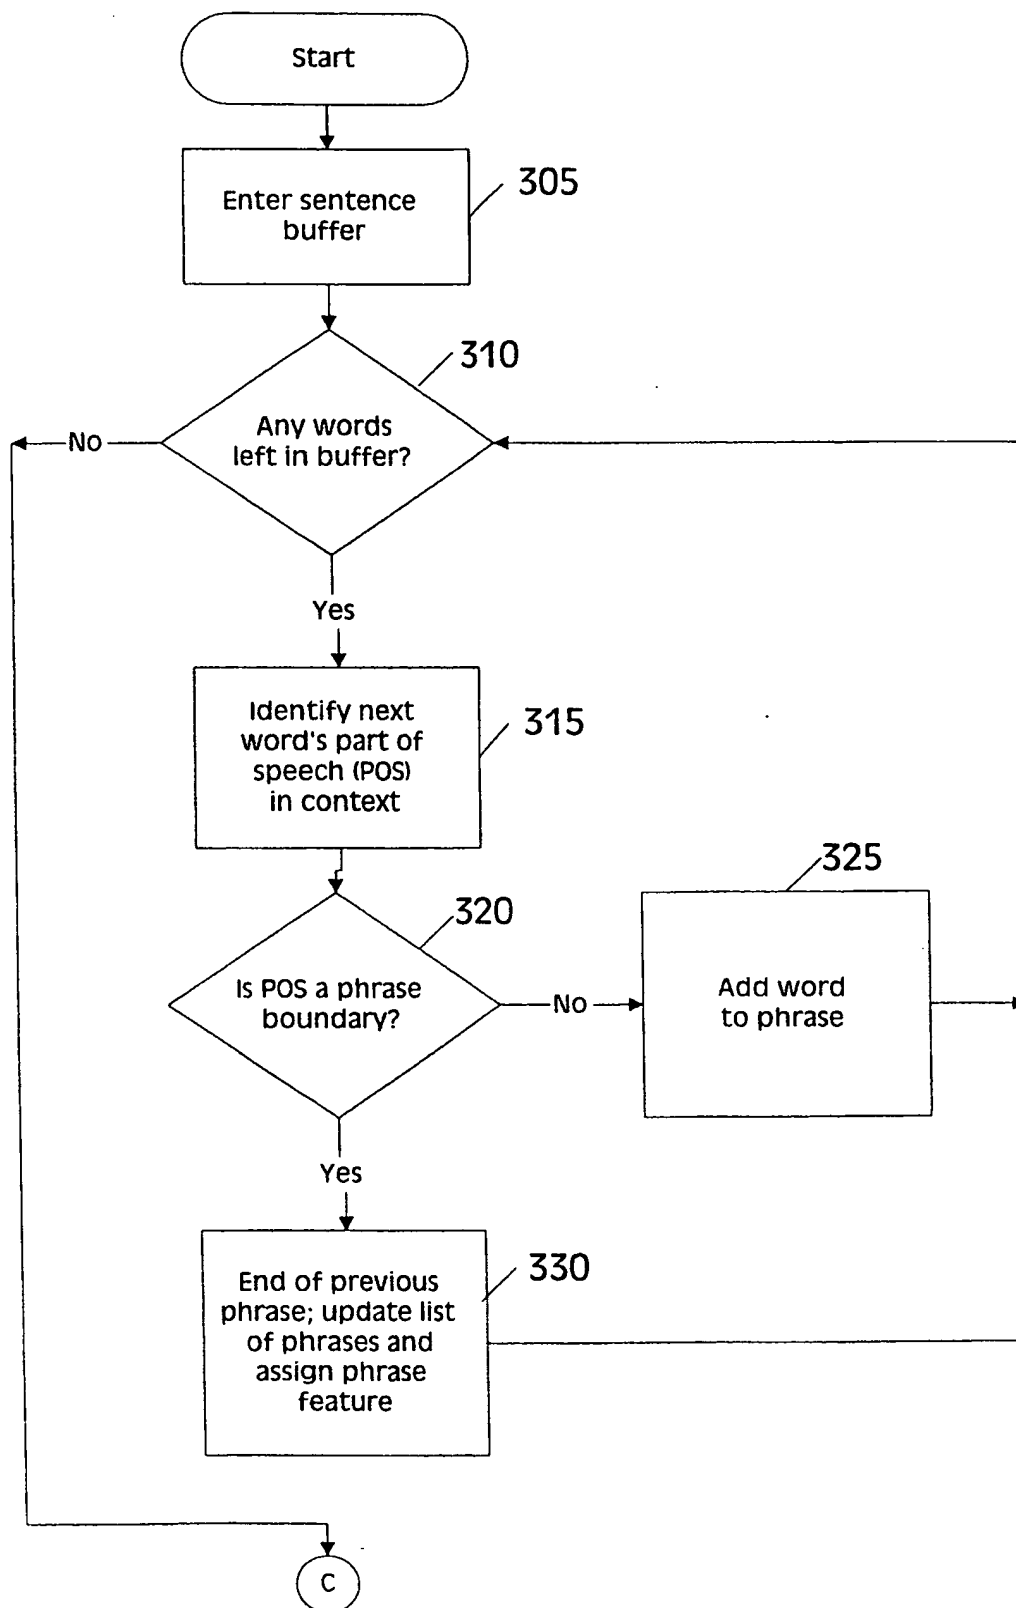 Start
Enter sentence
buffer
305
310
Any words
left in buffer?
No
Yes
Identify next
word's part of
speech (POS)
in context
315
325
320
Is POS a phrase
boundary?
No
Add word
to phrase
Yes
End of previous
phrase; update list
of phrases and
assign phrase
feature
330
C